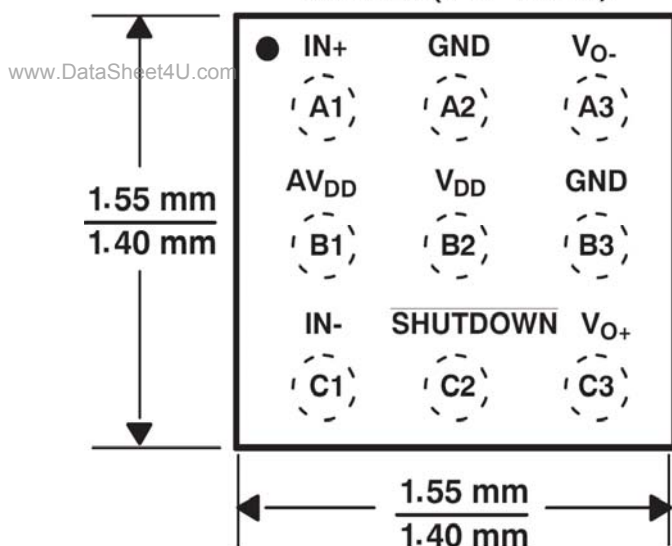 www.DataSheet4U.com
IN+ GND VO-
A1 A2 A3
AVDD VDD GND
1.55 mm
1.40 mm
B1 B2 B3
IN- SHUTDOWN VO+
C1 C2 C3
1.55 mm
1.40 mm